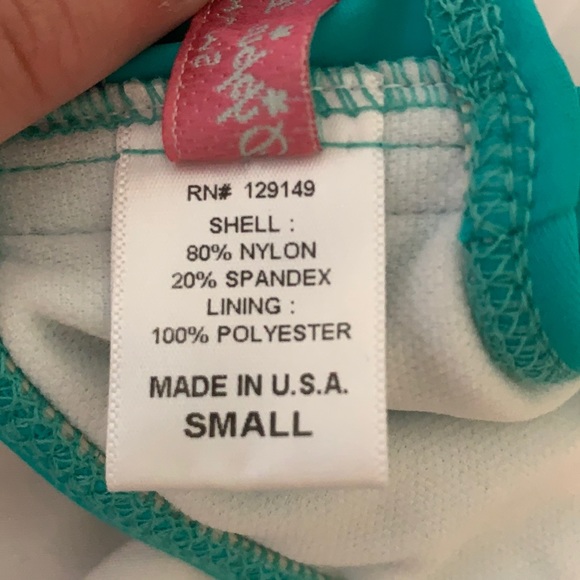 RN# 129149
SHELL :
80% NYLON
20% SPANDEX
LINING :
100% POLYESTER
MADE IN U.S.A.
SMALL